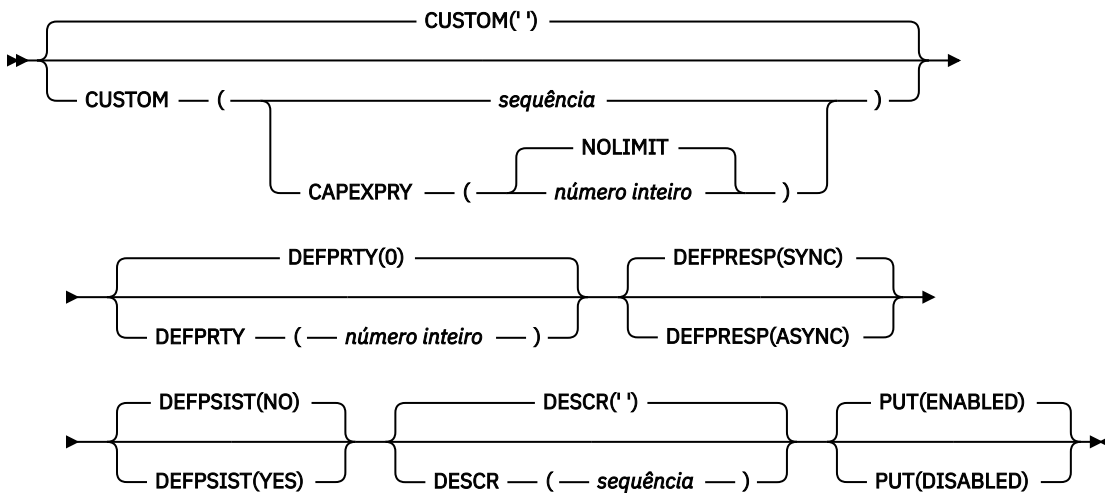 CUSTOM(' ')
CUSTOM ( sequência )
NOLIMIT
CAPEXPRY ( número inteiro )
DEFPRTY(0) DEFPRESP(SYNC)
DEFPRTY ( número inteiro ) DEFPRESP(ASYNC)
DEFPSIST(NO) DESCR(' ') PUT(ENABLED)
DEFPSIST(YES) DESCR ( sequência ) PUT(DISABLED)